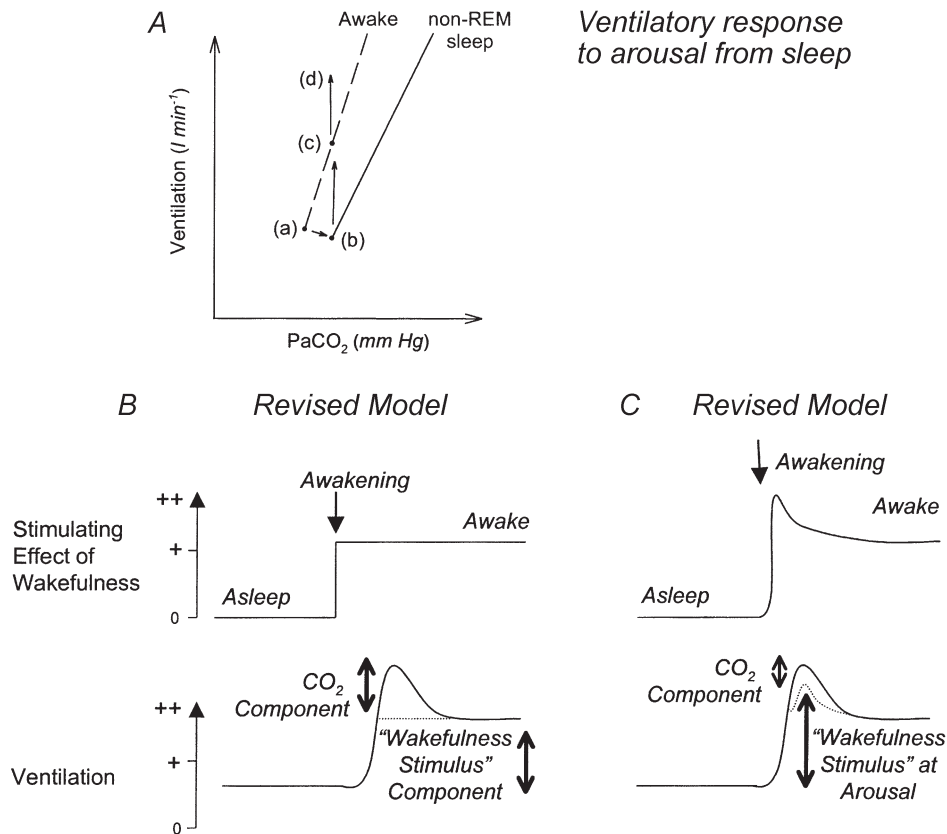 A
Awake
non-REM
sleep
Ventilatory response
to arousal from sleep
Ventilation (l min⁻¹)
(d)
(c)
(a)
(b)
PaCO₂ (mm Hg)
B
Revised Model
Awakening
++
Stimulating
Effect of
Wakefulness
+
Awake
Asleep
0
CO₂
Component
++
"Wakefulness
Stimulus"
Component
+
Ventilation
0
C
Revised Model
Awakening
Awake
Asleep
CO₂
Component
"Wakefulness
Stimulus" at
Arousal